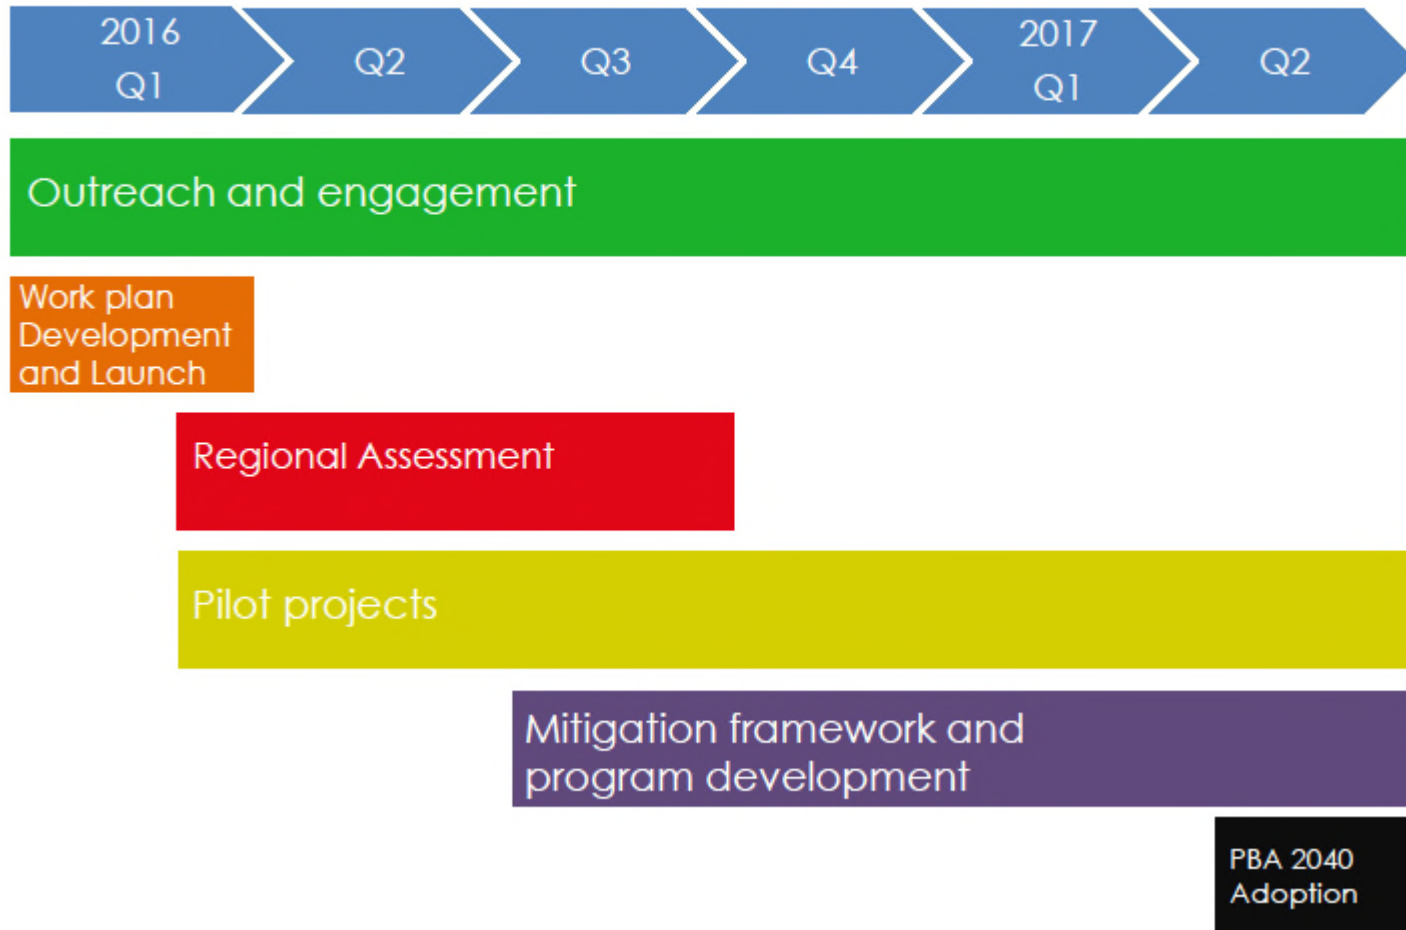 2016
Q1
Q2
Q3
Q4
2017
Q1
Q2
Outreach and engagement
Work plan
Development
and Launch
Regional Assessment
Pilot projects
Mitigation framework and
program development
PBA 2040
Adoption